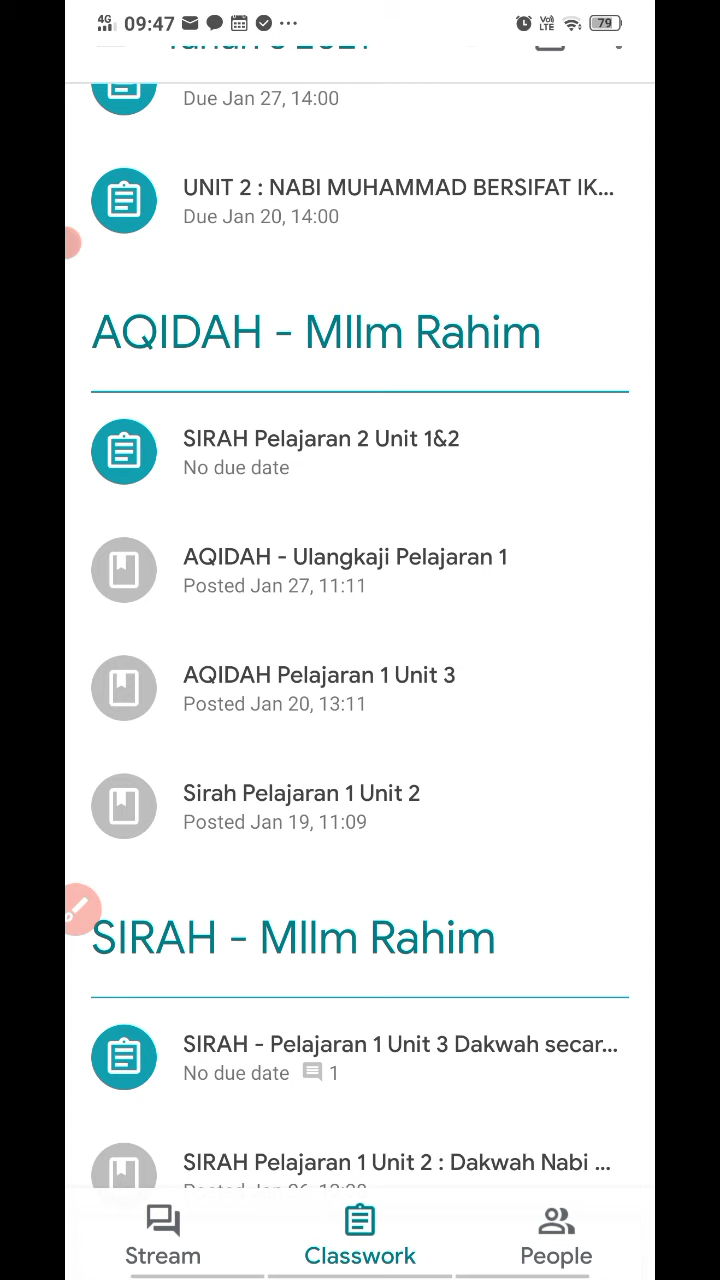 4G 09:47 Vo) LTE 79
Due Jan 27, 14:00
UNIT 2 : NABI MUHAMMAD BERSIFAT IK...
Due Jan 20, 14:00
AQIDAH - Mllm Rahim
SIRAH Pelajaran 2 Unit 1&2
No due date
AQIDAH - Ulangkaji Pelajaran 1
Posted Jan 27, 11:11
AQIDAH Pelajaran 1 Unit 3
Posted Jan 20, 13:11
Sirah Pelajaran 1 Unit 2
Posted Jan 19, 11:09
SIRAH - Mllm Rahim
SIRAH - Pelajaran 1 Unit 3 Dakwah secar...
No due date 1
SIRAH Pelajaran 1 Unit 2 : Dakwah Nabi ...
Stream Classwork People